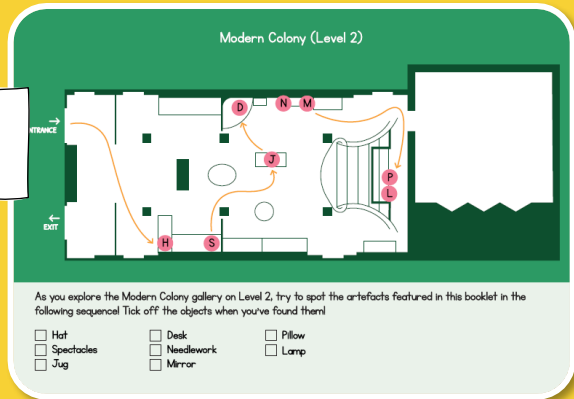 Modern Colony (Level 2)
D
N
M
NTRANCE
J
P
L
EXIT
H
S
As you explore the Modern Colony gallery on Level 2, try to spot the artefacts featured in this booklet in the
following sequence! Tick off the objects when you've found them!
Hat
Spectacles
Jug
Desk
Needlework
Mirror
Pillow
Lamp